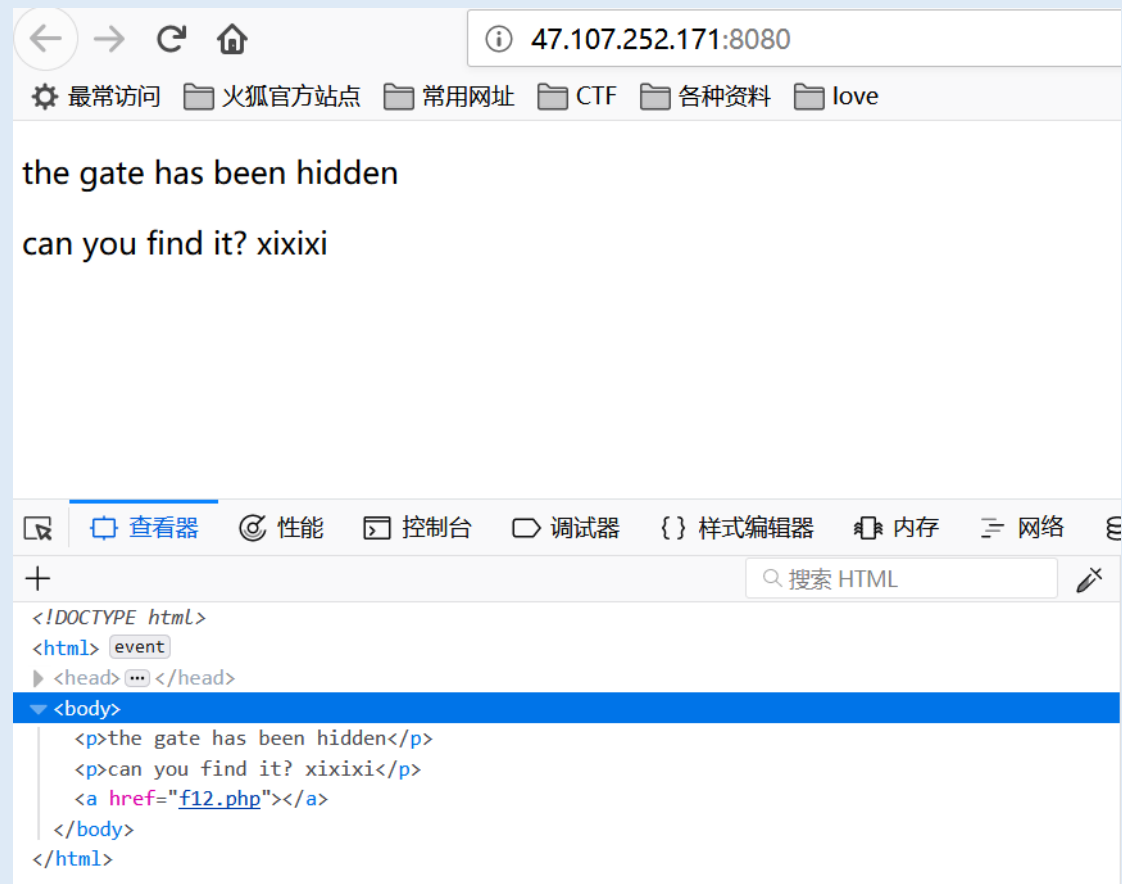 47.107.252.171:8080
最常访问 火狐官方站点 常用网址 CTF 各种资料 love
the gate has been hidden
can you find it? xixixi
查看器 性能 控制台 调试器 {} 样式编辑器 内存 网络
搜索 HTML
<!DOCTYPE html>
<html> event
<head> ... </head>
<body>
<p>the gate has been hidden</p>
<p>can you find it? xixixi</p>
<a href="f12.php"></a>
</body>
</html>